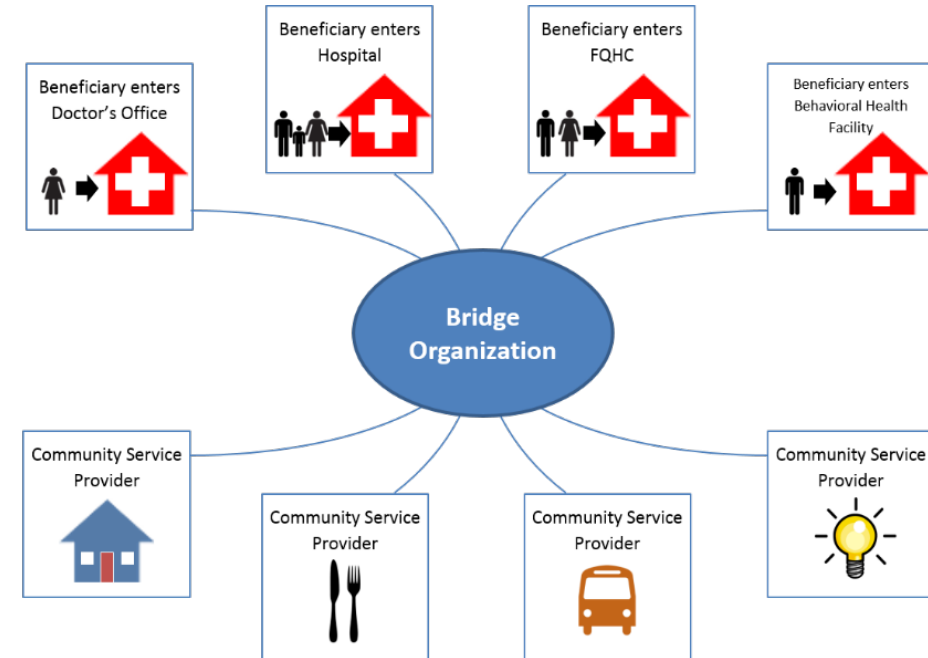 Beneficiary enters
Doctor's Office
Beneficiary enters
Hospital
Beneficiary enters
FQHC
Beneficiary enters
Behavioral Health
Facility
Bridge
Organization
Community Service
Provider
Community Service
Provider
Community Service
Provider
Community Service
Provider